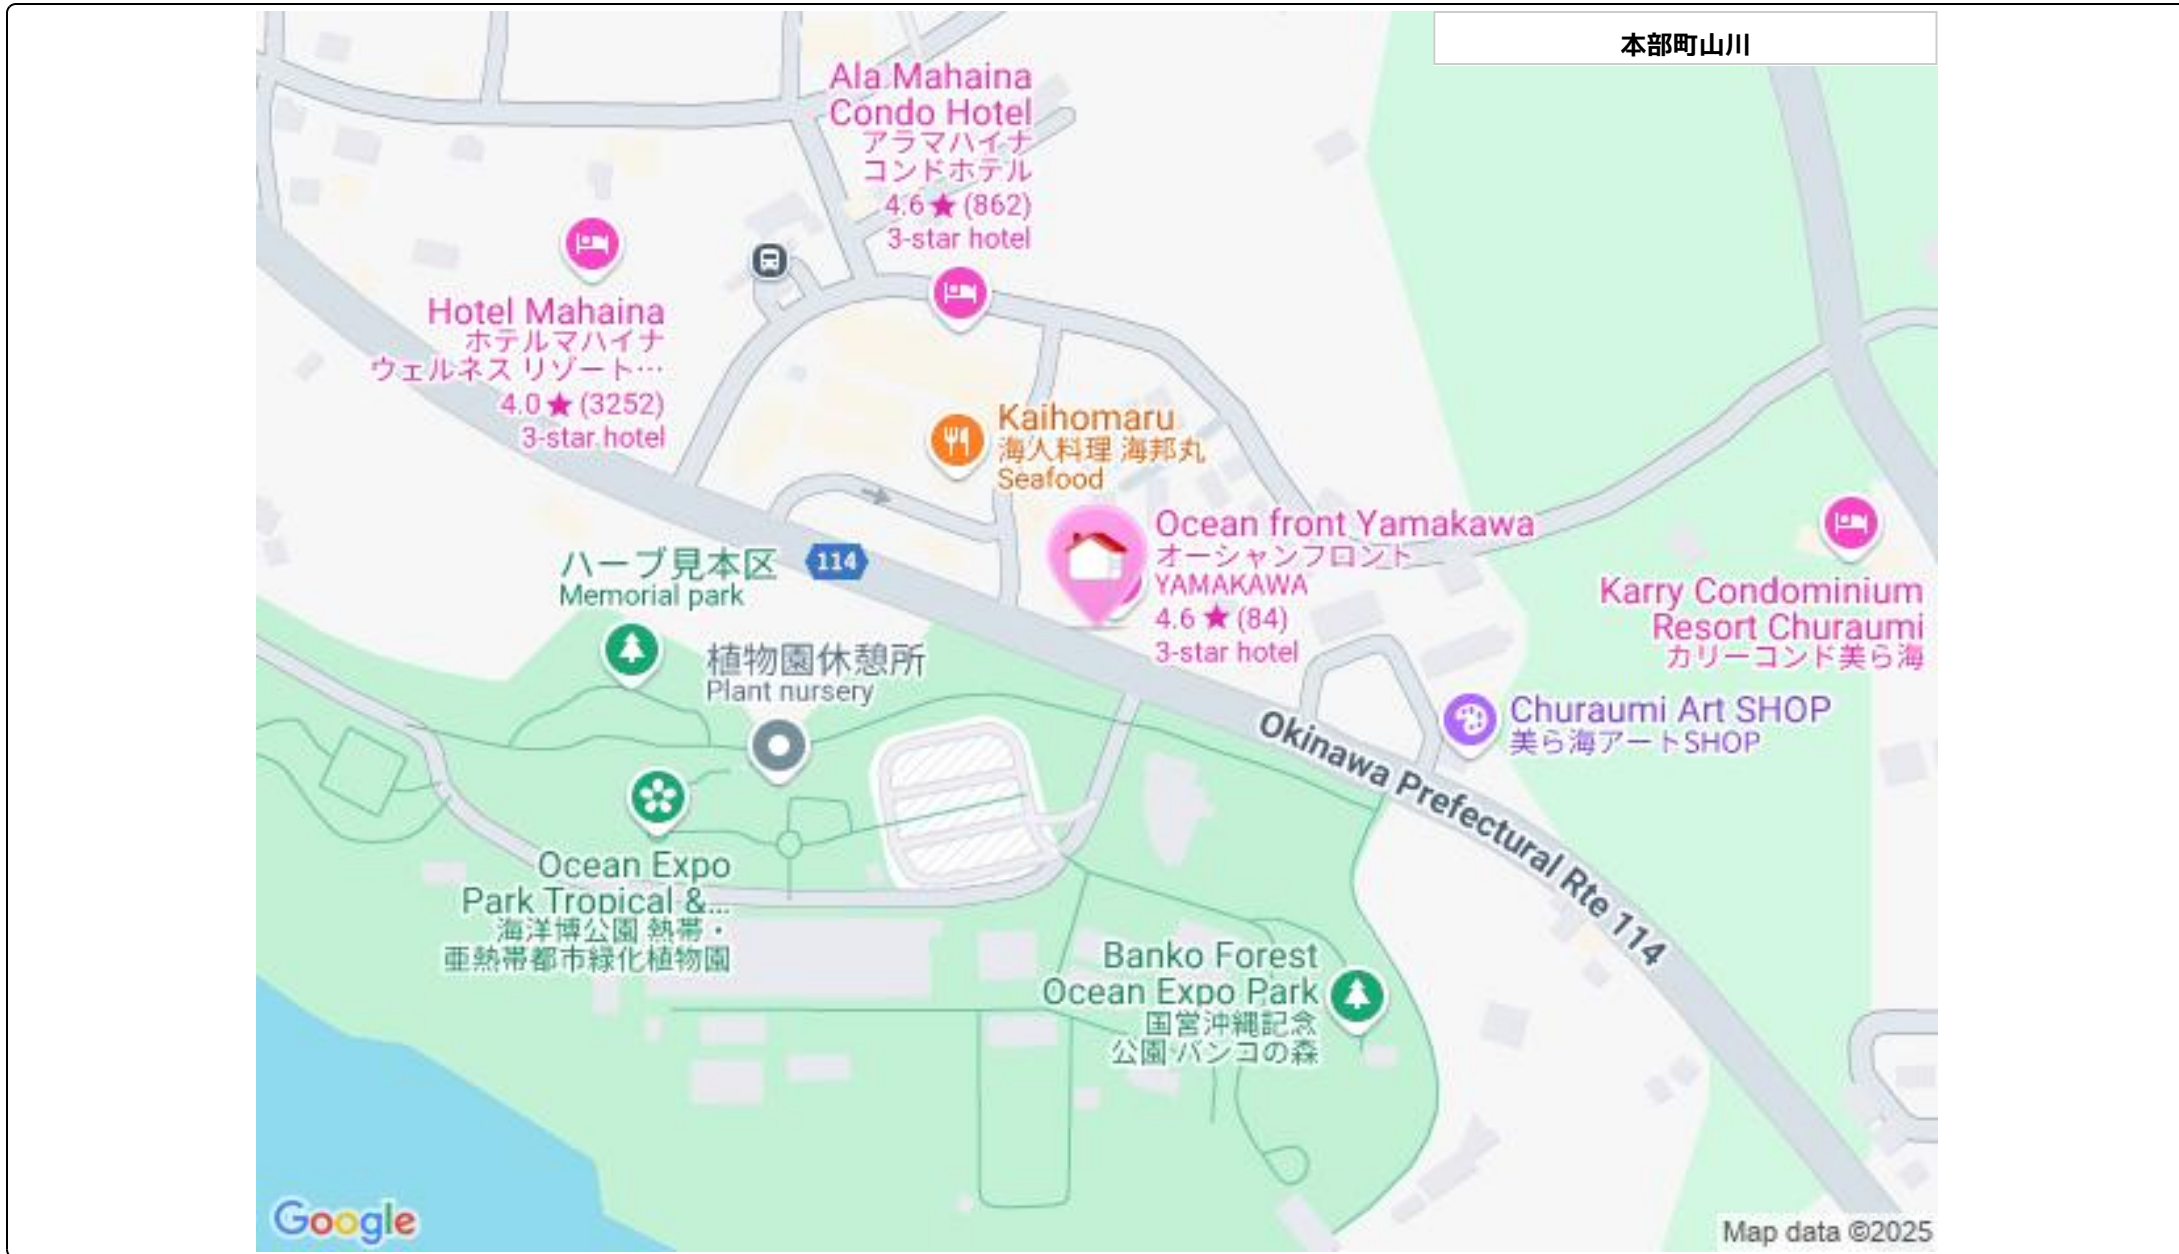 本部町山川
Ala Mahaina
Condo Hotel
アラマハイナ
コンドホテル
4.6★(862)
3-star hotel
Hotel Mahaina
ホテルマハイナ
ウェルネス リゾート…
4.0★(3252)
3-star hotel
Kaihomaru
海人料理 海邦丸
Seafood
Ocean front Yamakawa
オーシャンフロント
YAMAKAWA
4.6★(84)
3-star hotel
ハーブ見本区
Memorial park
114
植物園休憩所
Plant nursery
Karry Condominium
Resort Churaumi
カリーコンド美ら海
Churaumi Art SHOP
美ら海アートSHOP
Okinawa Prefectural Rte 114
Ocean Expo
Park Tropical &...
海洋博公園 熱帯・
亜熱帯都市緑化植物園
Banko Forest
Ocean Expo Park
国営沖縄記念
公園 バンコの森
Google
Map data ©2025